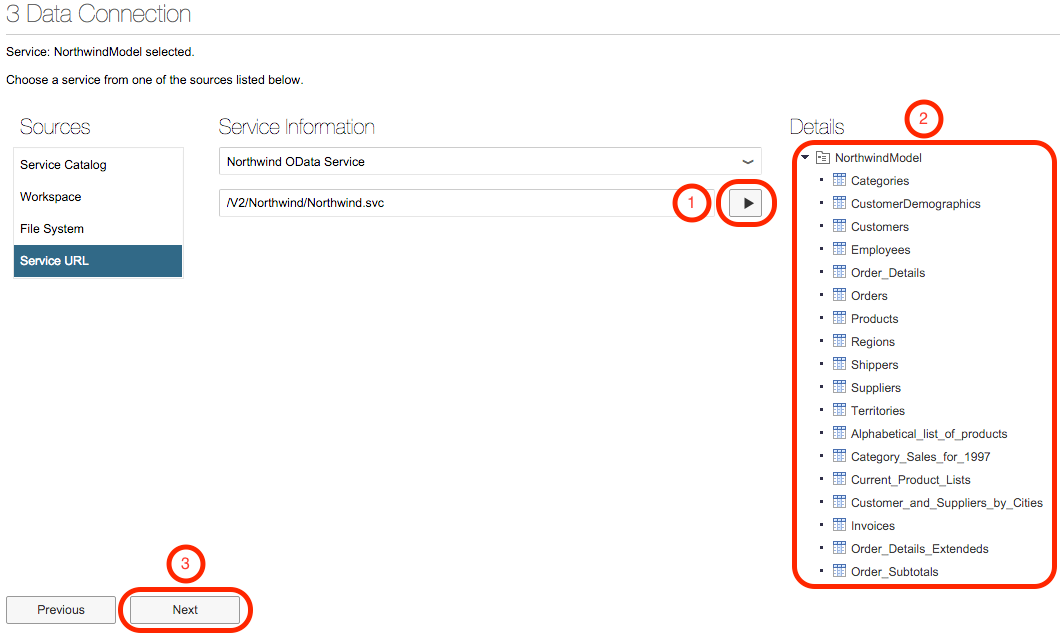 3 Data Connection
Service: NorthwindModel selected.
Choose a service from one of the sources listed below.
Sources
Service Catalog
Workspace
File System
Service URL
Service Information
Northwind OData Service
/V2/Northwind/Northwind.svc
1
Details
2
NorthwindModel
Categories
CustomerDemographics
Customers
Employees
Order_Details
Orders
Products
Regions
Shippers
Suppliers
Territories
Alphabetical_list_of_products
Category_Sales_for_1997
Current_Product_Lists
Customer_and_Suppliers_by_Cities
Invoices
Order_Details_Extendeds
Order_Subtotals
3
Previous
Next